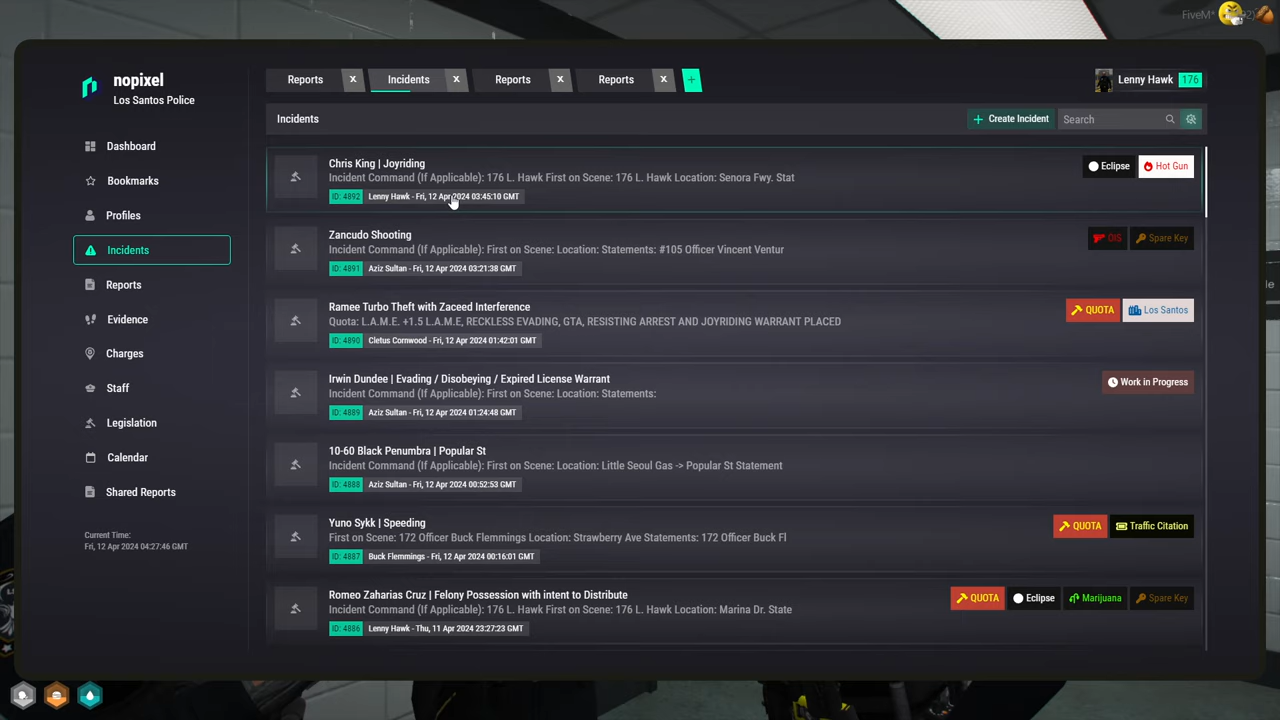 FiveM*
nopixel
Los Santos Police
Reports x Incidents x Reports x Reports x +
Lenny Hawk 176
Incidents
+ Create Incident
Search
Dashboard
Bookmarks
Profiles
Incidents
Reports
Evidence
Charges
Staff
Legislation
Calendar
Shared Reports
Current Time:
Fri, 12 Apr 2024 04:27:46 GMT
Chris King | Joyriding
Incident Command (If Applicable): 176 L. Hawk First on Scene: 176 L. Hawk Location: Senora Fwy. Stat
ID: 4892 Lenny Hawk - Fri, 12 Apr 2024 03:45:10 GMT
Eclipse Hot Gun
Zancudo Shooting
Incident Command (If Applicable): First on Scene: Location: Statements: #105 Officer Vincent Ventur
ID: 4891 Aziz Sultan - Fri, 12 Apr 2024 03:21:38 GMT
OIS Spare Key
Ramee Turbo Theft with Zaceed Interference
Quota: L.A.M.E. +1.5 L.A.M.E, RECKLESS EVADING, GTA, RESISTING ARREST AND JOYRIDING WARRANT PLACED
ID: 4890 Cletus Cornwood - Fri, 12 Apr 2024 01:42:01 GMT
QUOTA Los Santos
Irwin Dundee | Evading / Disobeying / Expired License Warrant
Incident Command (If Applicable): First on Scene: Location: Statements:
ID: 4889 Aziz Sultan - Fri, 12 Apr 2024 01:24:48 GMT
Work in Progress
10-60 Black Penumbra | Popular St
Incident Command (If Applicable): First on Scene: Location: Little Seoul Gas -> Popular St Statement
ID: 4888 Aziz Sultan - Fri, 12 Apr 2024 00:52:53 GMT
Yuno Sykk | Speeding
First on Scene: 172 Officer Buck Flemmings Location: Strawberry Ave Statements: 172 Officer Buck Fl
ID: 4887 Buck Flemmings - Fri, 12 Apr 2024 00:16:01 GMT
QUOTA Traffic Citation
Romeo Zaharias Cruz | Felony Possession with intent to Distribute
Incident Command (If Applicable): 176 L. Hawk First on Scene: 176 L. Hawk Location: Marina Dr. State
ID: 4886 Lenny Hawk - Thu, 11 Apr 2024 23:27:23 GMT
QUOTA Eclipse Marijuana Spare Key